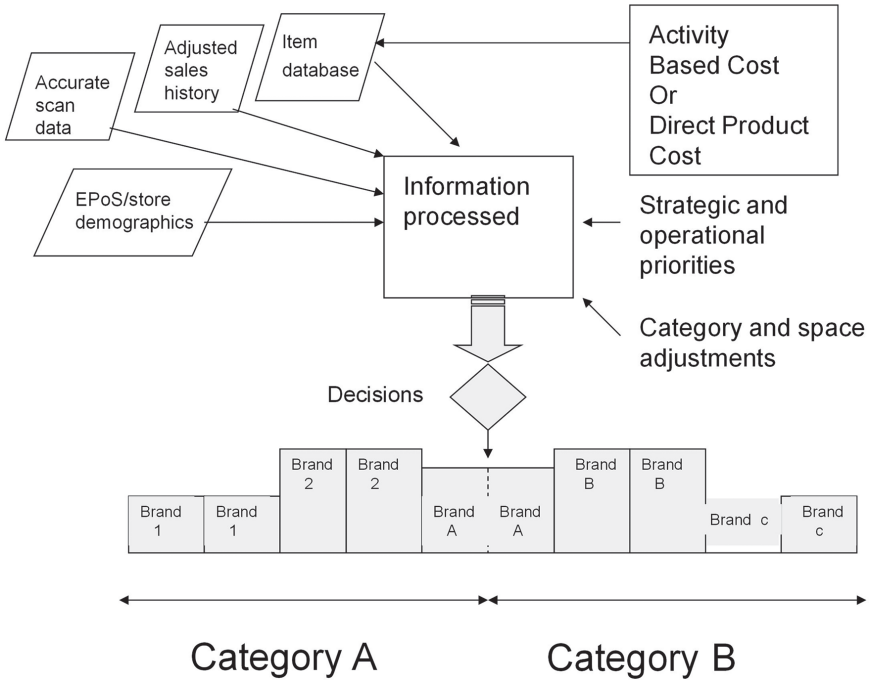 Accurate
scan
data
Adjusted
sales
history
Item
database
Activity
Based Cost
Or
Direct Product
Cost
EPoS/store
demographics
Information
processed
Strategic and
operational
priorities
Category and space
adjustments
Decisions
Brand
1
Brand
1
Brand
2
Brand
2
Brand
A
Brand
A
Brand
B
Brand
B
Brand c
Brand
c
Category A
Category B